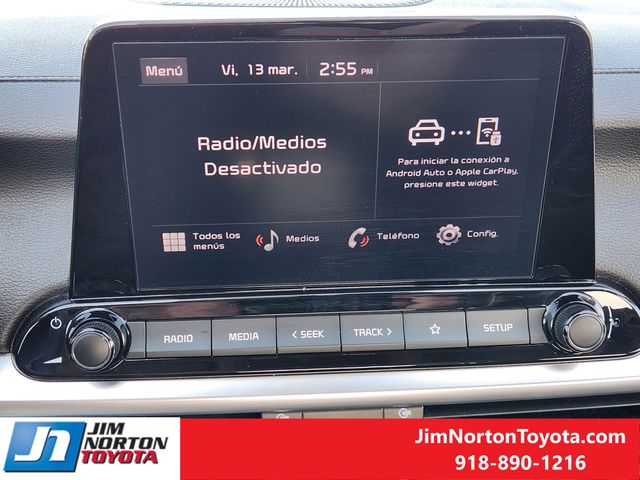 Menú
Vi, 13 mar.
2:55 PM
Radio/Medios
Desactivado
Para iniciar la conexión a
Android Auto o Apple CarPlay,
presione este widget.
Todos los
menús
Medios
Teléfono
Config.
RADIO
MEDIA
< SEEK
TRACK >
☆
SETUP
JN
JIM
NORTON
TOYOTA
JimNortonToyota.com
918-890-1216